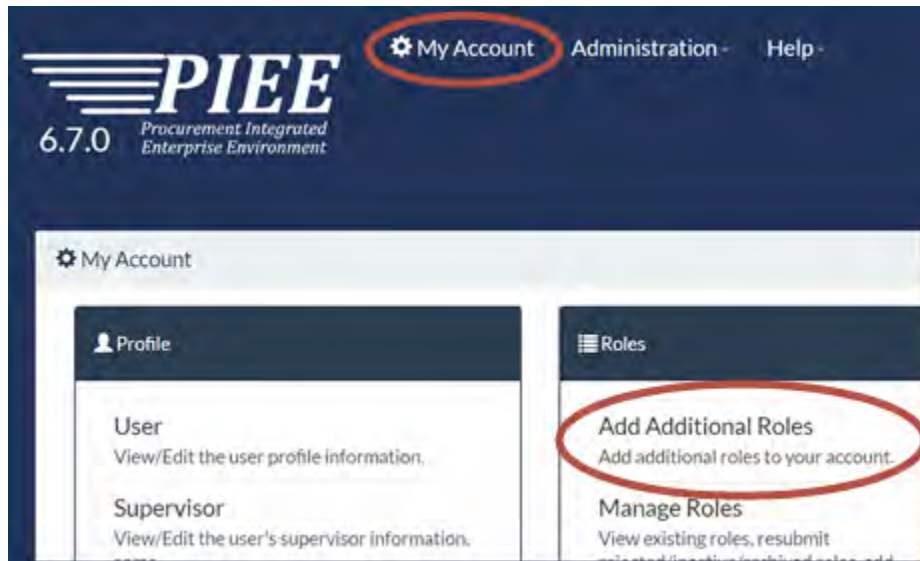 My Account Administration Help
PIEE
6.7.0 Procurement Integrated
Enterprise Environment
My Account
Profile
User
View/Edit the user profile information.
Supervisor
View/Edit the user's supervisor information,
Roles
Add Additional Roles
Add additional roles to your account.
Manage Roles
View existing roles, resubmit